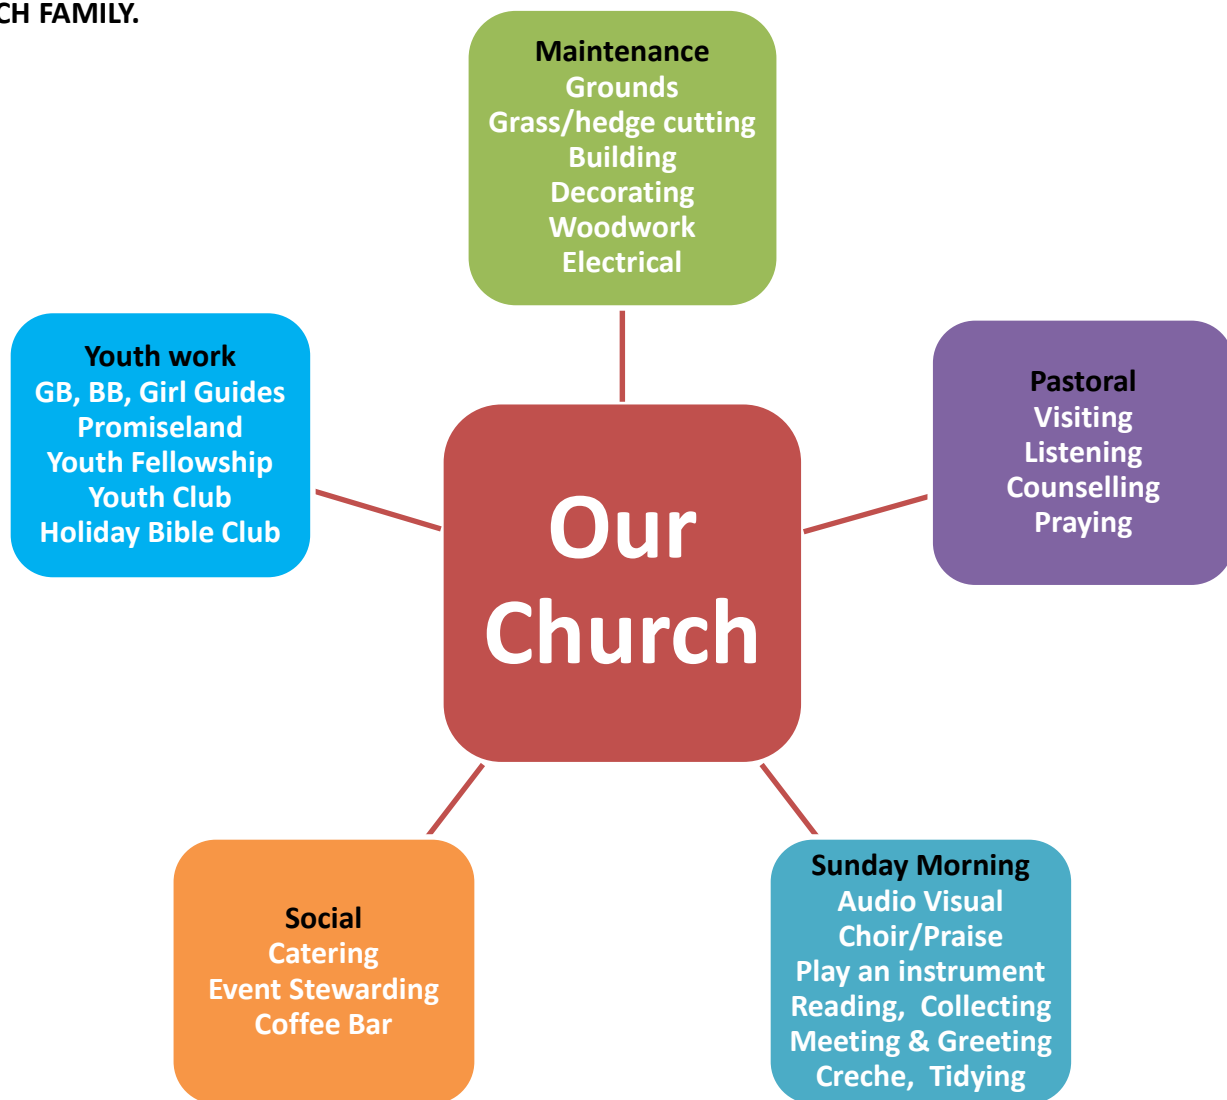 CH FAMILY.
Maintenance
Grounds
Grass/hedge cutting
Building
Decorating
Woodwork
Electrical
Youth work
GB, BB, Girl Guides
Promiseland
Youth Fellowship
Youth Club
Holiday Bible Club
Pastoral
Visiting
Listening
Counselling
Praying
Our
Church
Social
Catering
Event Stewarding
Coffee Bar
Sunday Morning
Audio Visual
Choir/Praise
Play an instrument
Reading, Collecting
Meeting & Greeting
Creche, Tidying